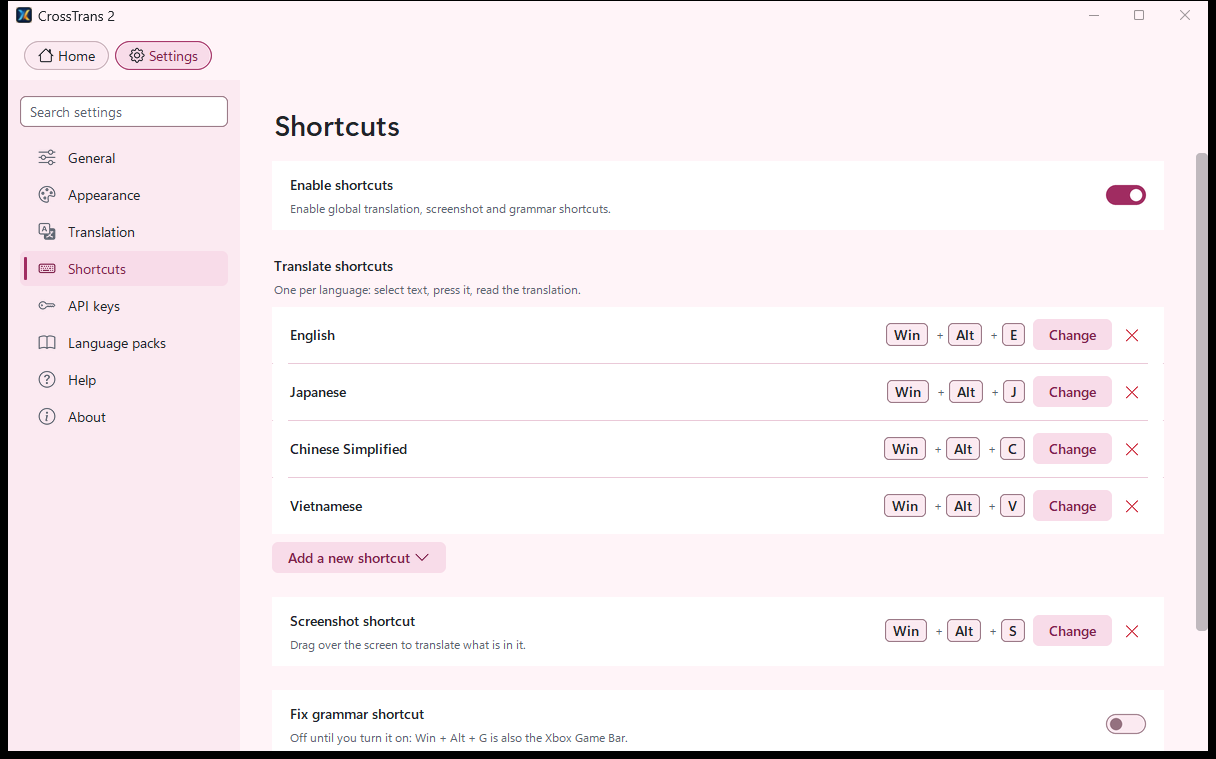 CrossTrans 2
Home
Settings
Search settings
General
Appearance
Translation
Shortcuts
API keys
Language packs
Help
About
Shortcuts
Enable shortcuts
Enable global translation, screenshot and grammar shortcuts.
Translate shortcuts
One per language: select text, press it, read the translation.
English Win + Alt + E Change
Japanese Win + Alt + J Change
Chinese Simplified Win + Alt + C Change
Vietnamese Win + Alt + V Change
Add a new shortcut
Screenshot shortcut
Drag over the screen to translate what is in it.
Win + Alt + S Change
Fix grammar shortcut
Off until you turn it on: Win + Alt + G is also the Xbox Game Bar.